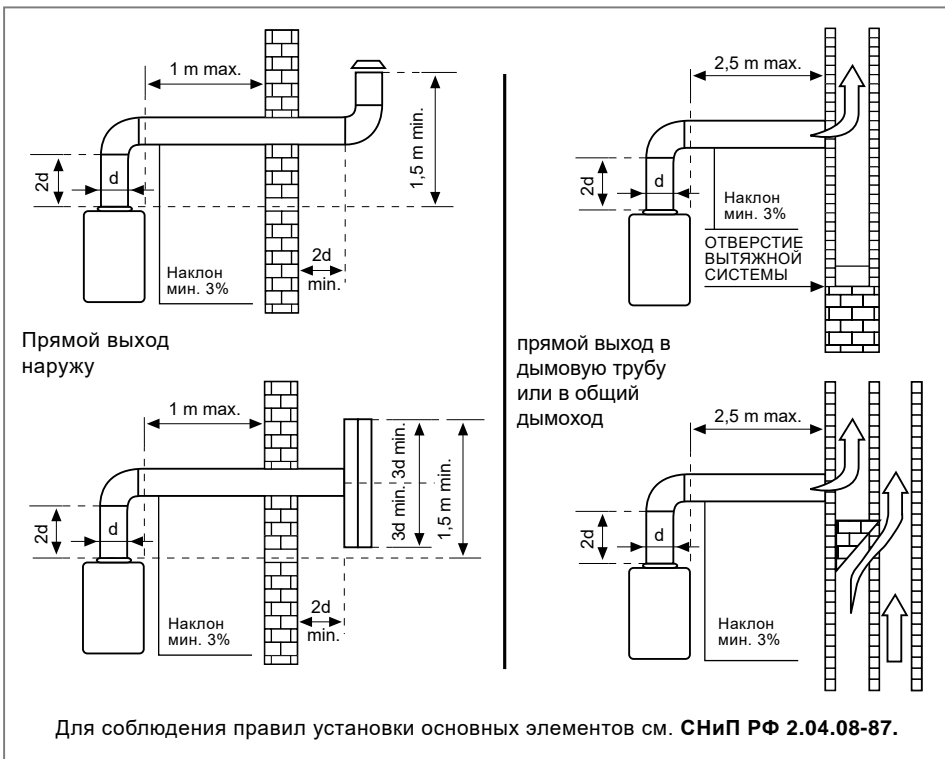 1 m max.
2d
d
1,5 m min.
Наклон
мин. 3%
2d
min.
Прямой выход
наружу
1 m max.
2d
d
3d min. 3d min.
1,5 m min.
Наклон
мин. 3%
2d
min.
2,5 m max.
2d
d
Наклон
мин. 3%
ОТВЕРСТИЕ
ВЫТЯЖНОЙ
СИСТЕМЫ
прямой выход в
дымовую трубу
или в общий
дымоход
2,5 m max.
2d
d
Наклон
мин. 3%
Для соблюдения правил установки основных элементов см. СНиП РФ 2.04.08-87.